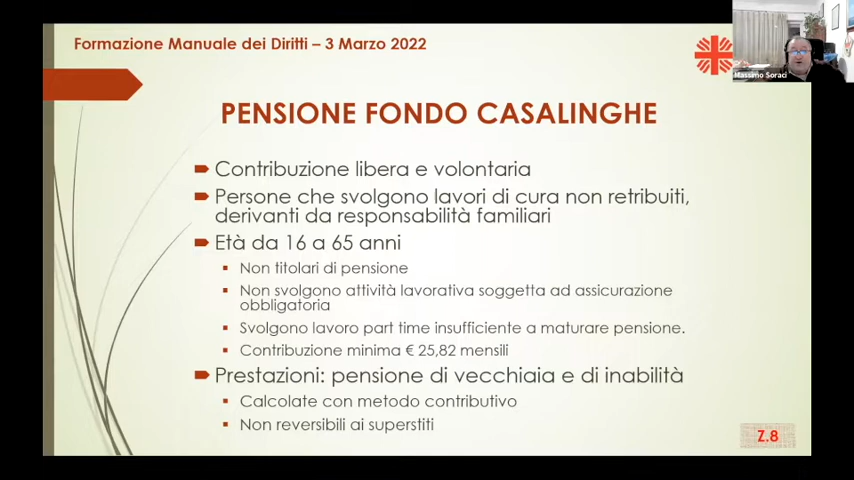 Formazione Manuale dei Diritti – 3 Marzo 2022
Massimo Soraci
PENSIONE FONDO CASALINGHE
Contribuzione libera e volontaria
Persone che svolgono lavori di cura non retribuiti,
derivanti da responsabilità familiari
Età da 16 a 65 anni
Non titolari di pensione
Non svolgono attività lavorativa soggetta ad assicurazione
obbligatoria
Svolgono lavoro part time insufficiente a maturare pensione.
Contribuzione minima € 25,82 mensili
Prestazioni: pensione di vecchiaia e di inabilità
Calcolate con metodo contributivo
Non reversibili ai superstiti
Z.8